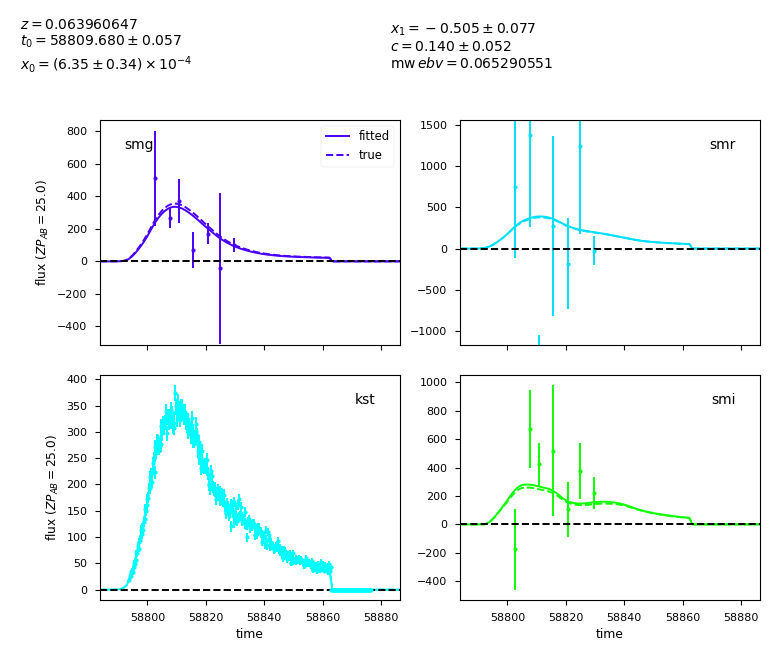 z = 0.063960647
t₀ = 58809.680 ± 0.057
x₀ = (6.35 ± 0.34) × 10⁻⁴
x₁ = −0.505 ± 0.077
c = 0.140 ± 0.052
mw ebv = 0.065290551
smg
fitted
true
800
600
400
200
0
−200
−400
flux (ZP_AB = 25.0)
smr
1500
1000
500
0
−500
−1000
kst
400
350
300
250
200
150
100
50
0
flux (ZP_AB = 25.0)
58800 58820 58840 58860 58880
time
smi
1000
800
600
400
200
0
−200
−400
58800 58820 58840 58860 58880
time